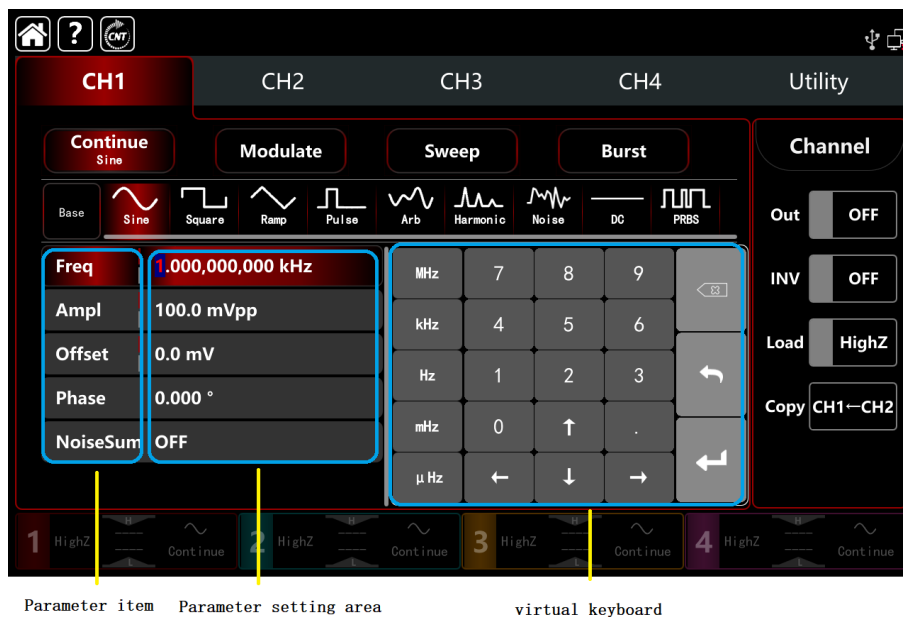 ? CNT
CH1 CH2 CH3 CH4 Utility
Continue Modulate Sweep Burst Channel
Sine
Base Sine Square Ramp Pulse Arb Harmonic Noise DC PRBS
Out OFF
Freq 1.000,000,000 kHz MHz 7 8 9
INV OFF
Ampl 100.0 mVpp kHz 4 5 6
Load HighZ
Offset 0.0 mV Hz 1 2 3
Phase 0.000 °
Copy CH1←CH2
mHz 0 ↑ .
NoiseSum OFF
μHz ← ↓ →
1 HighZ H ---- ---- L Continue 2 HighZ H ---- ---- L Continue 3 HighZ H ---- ---- L Continue 4 HighZ H ---- ---- L Continue
Parameter item Parameter setting area virtual keyboard